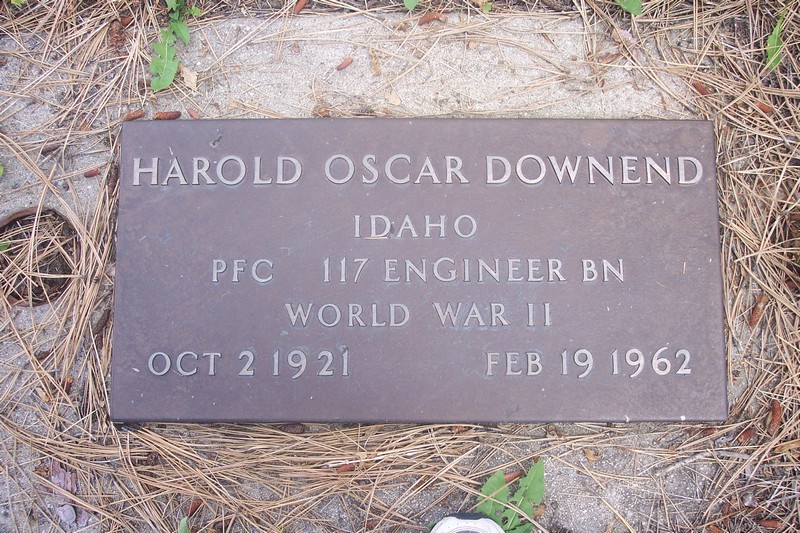 HAROLD OSCAR DOWNEND
IDAHO
PFC 117 ENGINEER BN
WORLD WAR II
OCT 2 1921 FEB 19 1962